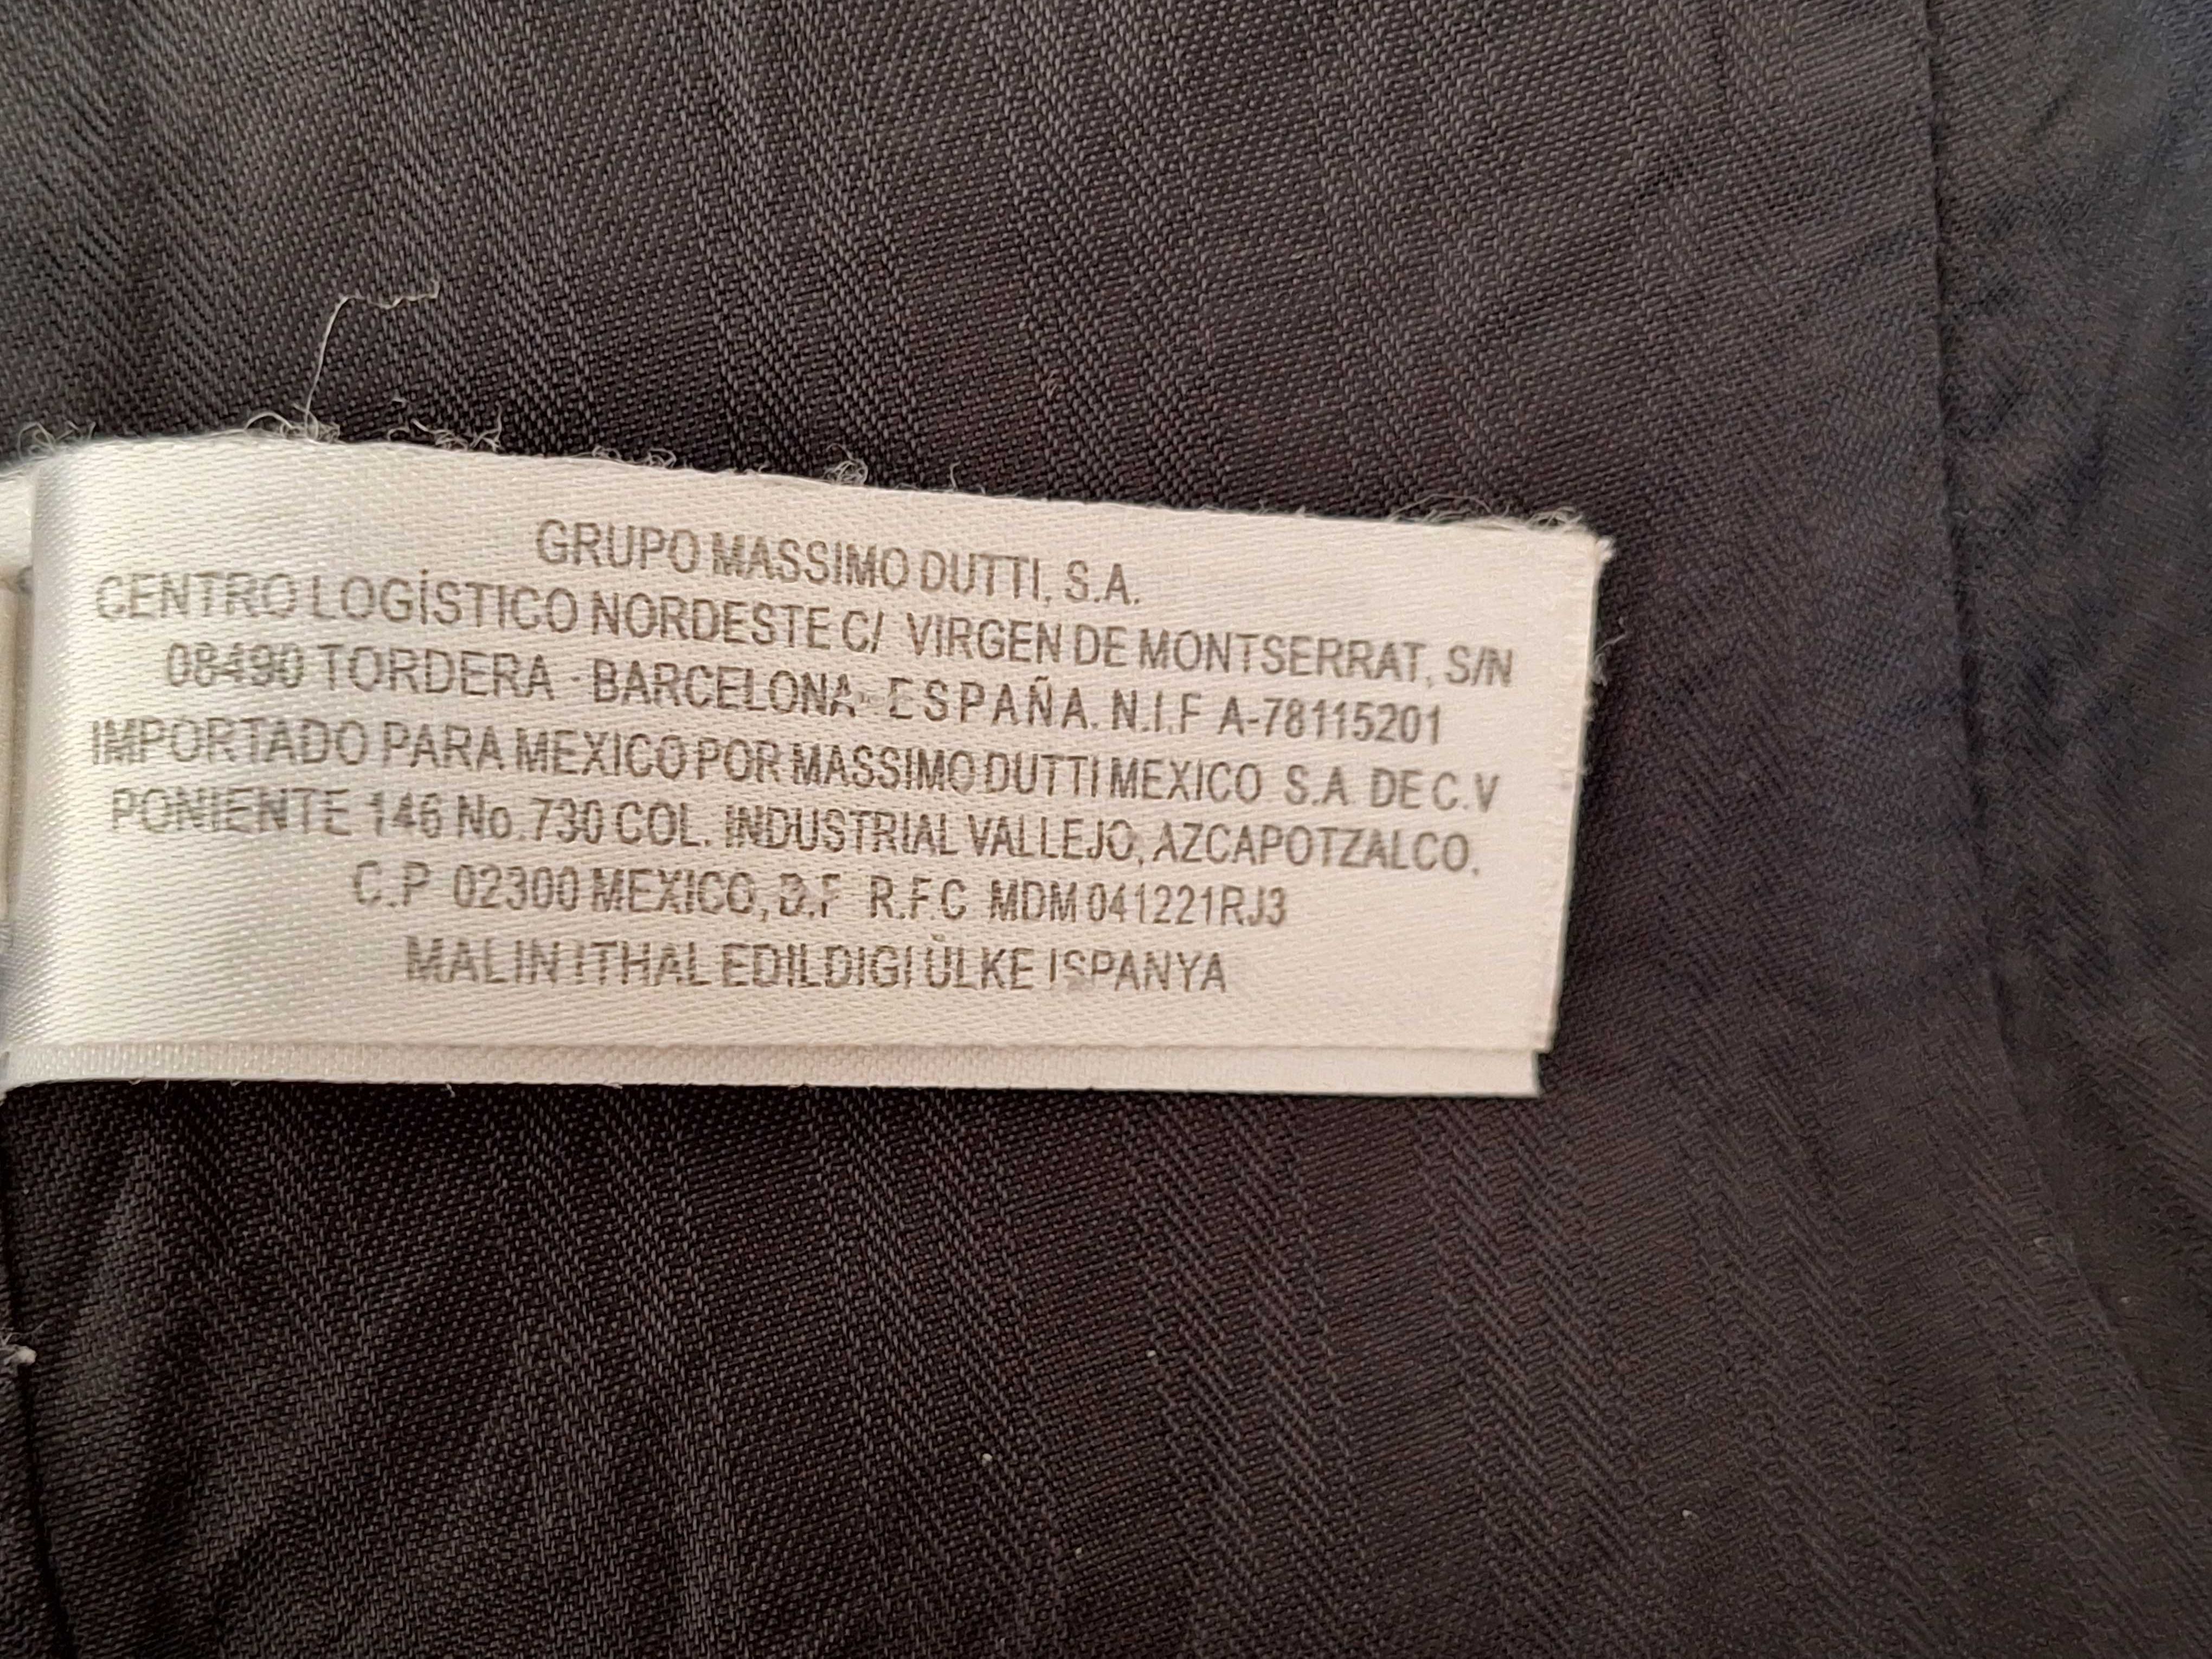 GRUPO MASSIMO DUTTI, S.A.
CENTRO LOGÍSTICO NORDESTE C/ VIRGEN DE MONTSERRAT, S/N
08490 TORDERA - BARCELONA - ESPAÑA. N.I.F A-78115201
IMPORTADO PARA MEXICO POR MASSIMO DUTTI MEXICO S.A. DE C.V
PONIENTE 146 No.730 COL. INDUSTRIAL VALLEJO, AZCAPOTZALCO,
C.P 02300 MEXICO, D.F R.F.C MDM 041221RJ3
MALIN ITHAL EDILDIGI ÜLKE ISPANYA